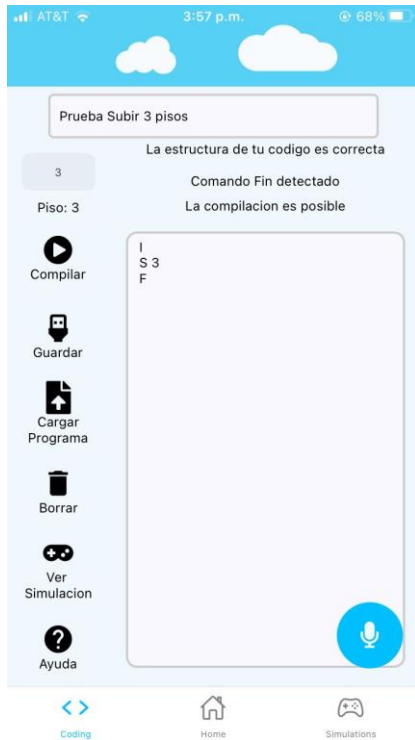 AT&T 3:57 p.m. 68%
Prueba Subir 3 pisos
La estructura de tu codigo es correcta
3
Comando Fin detectado
Piso: 3
La compilacion es posible
I
S 3
F
Compilar
Guardar
Cargar
Programa
Borrar
Ver
Simulacion
Ayuda
Coding Home Simulations